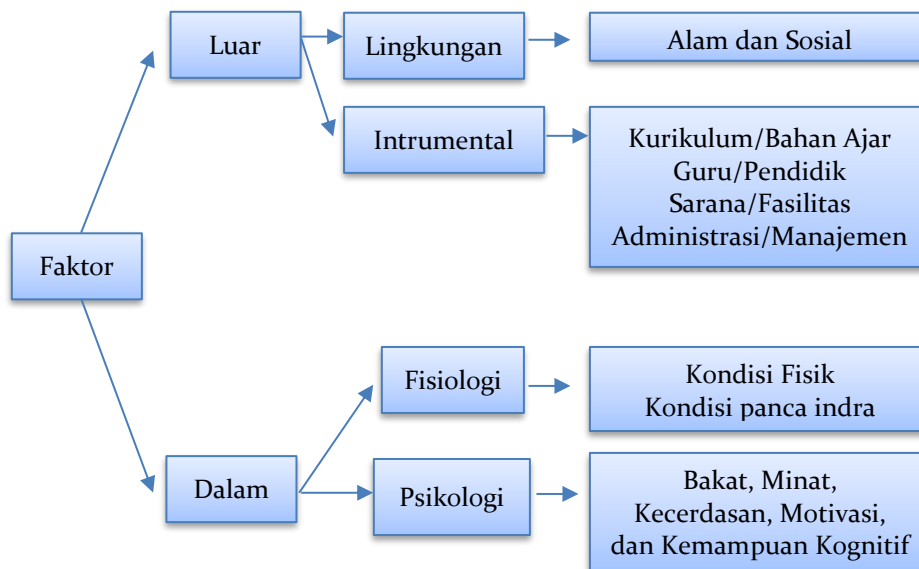 Luar
Lingkungan
Alam dan Sosial
Intrumental
Kurikulum/Bahan Ajar
Guru/Pendidik
Sarana/Fasilitas
Administrasi/Manajemen
Faktor
Fisiologi
Kondisi Fisik
Kondisi panca indra
Dalam
Psikologi
Bakat, Minat,
Kecerdasan, Motivasi,
dan Kemampuan Kognitif